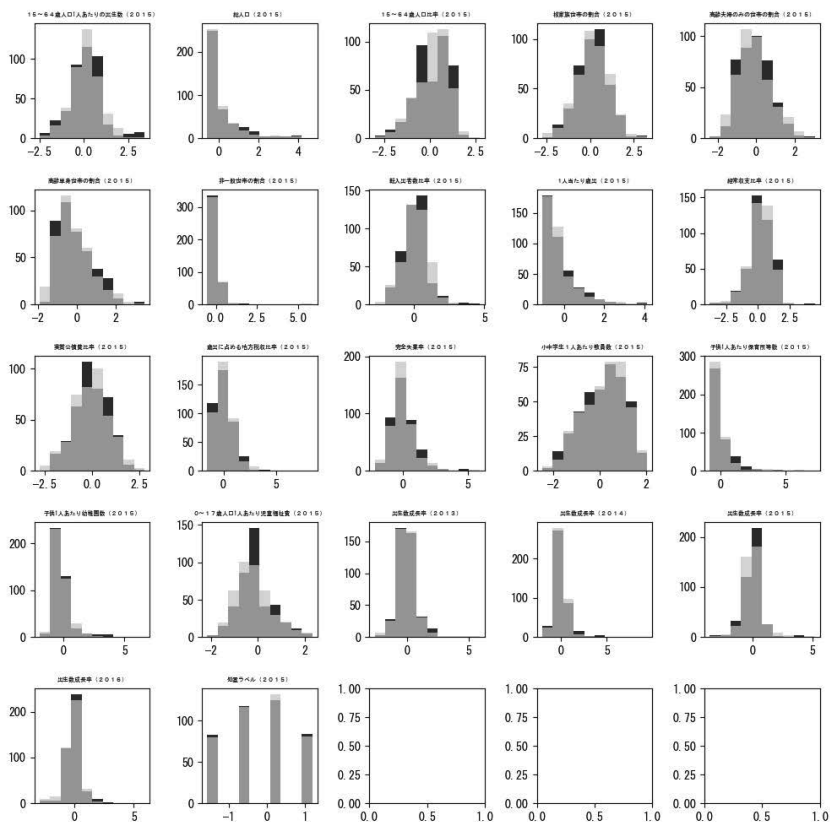 15～64歳人口1人あたりの出生数（2015）
総人口（2015）
15～64歳人口比率（2015）
核家族世帯の割合（2015）
高齢夫婦のみの世帯の割合（2015）
100
50
0
-2.5 0.0 2.5
200
100
0
0 2 4
100
50
0
-2.5 0.0 2.5
100
50
0
-2.5 0.0 2.5
100
50
0
-2 0 2
高齢単身世帯の割合（2015）
非一般世帯の割合（2015）
転入出者数比率（2015）
1人当たり歳出（2015）
経常収支比率（2015）
100
50
0
-2 0 2
300
200
100
0
0.0 2.5 5.0
150
100
50
0
0 5
150
100
50
0
0 2 4
150
100
50
0
-2.5 0.0 2.5
実質公債費比率（2015）
歳出に占める地方税収比率（2015）
完全失業率（2015）
小中学生1人あたり教員数（2015）
子供1人あたり保育所等数（2015）
100
50
0
-2.5 0.0 2.5
150
100
50
0
0 5
200
100
0
0 5
75
50
25
0
-2 0 2
300
200
100
0
0 5
子供1人あたり幼稚園数（2015）
0～17歳人口1人あたり児童福祉費（2015）
出生数成長率（2013）
出生数成長率（2014）
出生数成長率（2015）
200
100
0
0 5
150
100
50
0
-2 0 2
150
100
50
0
0 5
200
100
0
0 5
200
100
0
0 5
出生数成長率（2016）
処置ラベル（2015）
200
100
0
0 5
100
50
0
-1 0 1
1.00
0.75
0.50
0.25
0.00
0.0 0.5 1.0
1.00
0.75
0.50
0.25
0.00
0.0 0.5 1.0
1.00
0.75
0.50
0.25
0.00
0.0 0.5 1.0